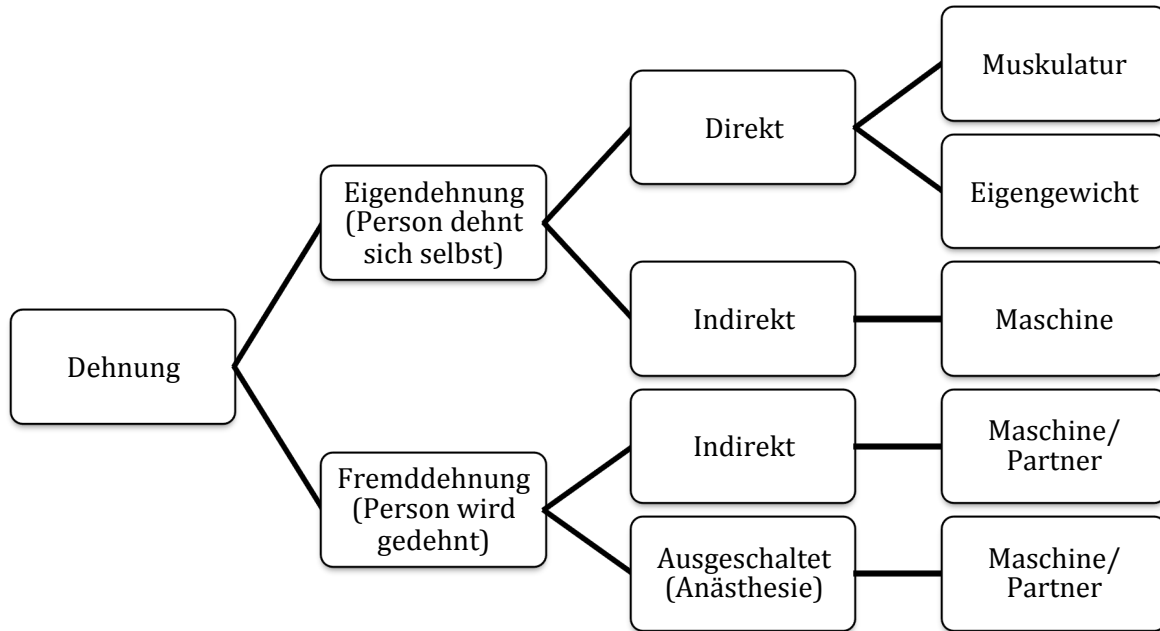 Dehnung
Eigendehnung
(Person dehnt
sich selbst)
Fremddehnung
(Person wird
gedehnt)
Direkt
Indirekt
Indirekt
Ausgeschaltet
(Anästhesie)
Muskulatur
Eigengewicht
Maschine
Maschine/
Partner
Maschine/
Partner